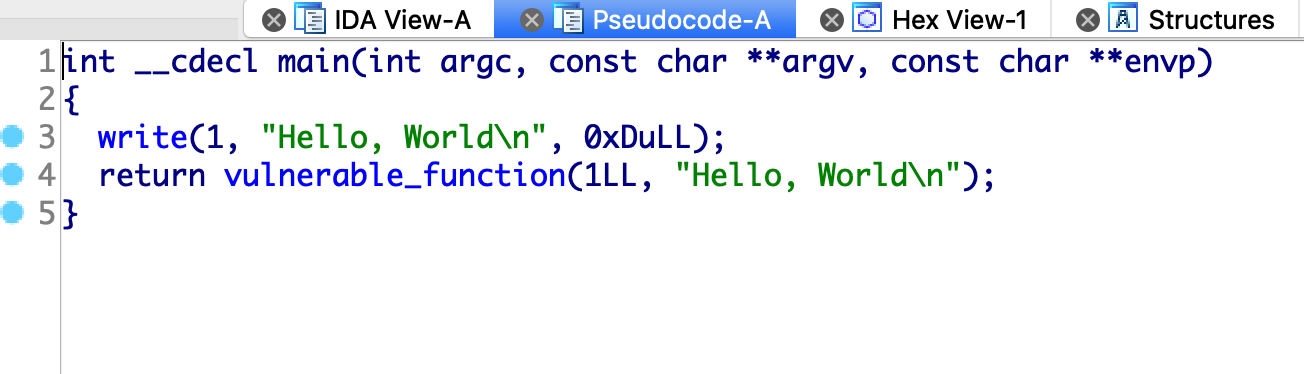 IDA View-A Pseudocode-A Hex View-1 Structures
1 int __cdecl main(int argc, const char **argv, const char **envp)
2 {
3 write(1, "Hello, World\n", 0xDuLL);
4 return vulnerable_function(1LL, "Hello, World\n");
5 }